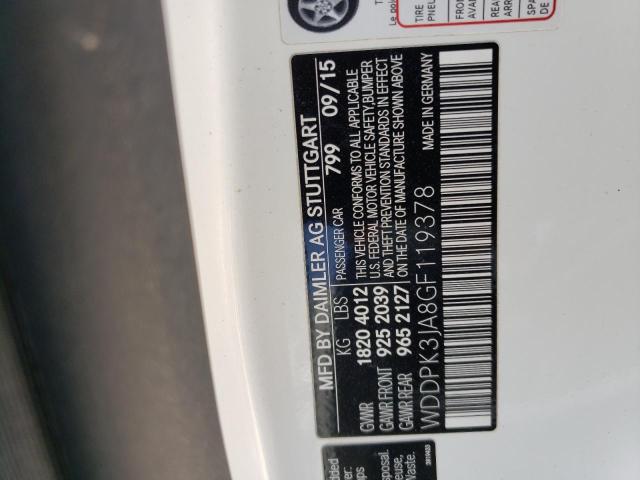 MFD BY DAIMLER AG STUTTGART
KG LBS 799 09/15
GVWR 1820 4012
GAWR FRONT 925 2039
GAWR REAR 965 2127
PASSENGER CAR
THIS VEHICLE CONFORMS TO ALL APPLICABLE
U.S. FEDERAL MOTOR VEHICLE SAFETY, BUMPER
AND THEFT PREVENTION STANDARDS IN EFFECT
ON THE DATE OF MANUFACTURE SHOWN ABOVE
WDDPK3JA8GF119378 MADE IN GERMANY
Le
TIRE